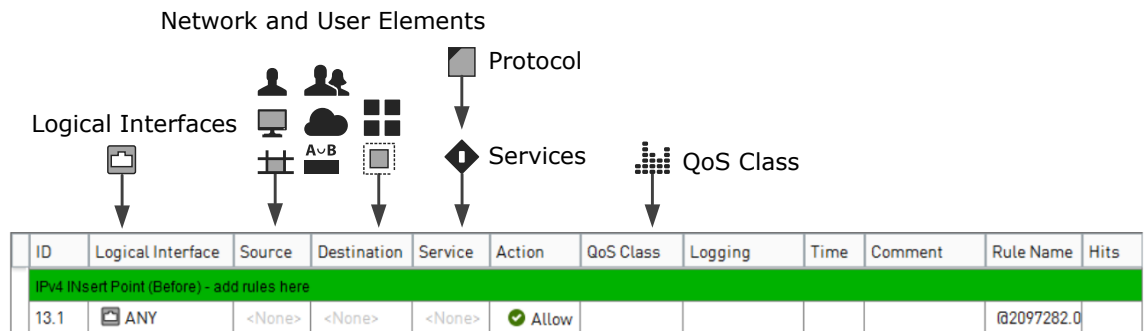 Network and User Elements
Protocol
Logical Interfaces
A∪B
Services
QoS Class
ID Logical Interface Source Destination Service Action QoS Class Logging Time Comment Rule Name Hits
IPv4 INsert Point (Before) - add rules here
13.1 ANY <None> <None> <None> Allow @2097282.0